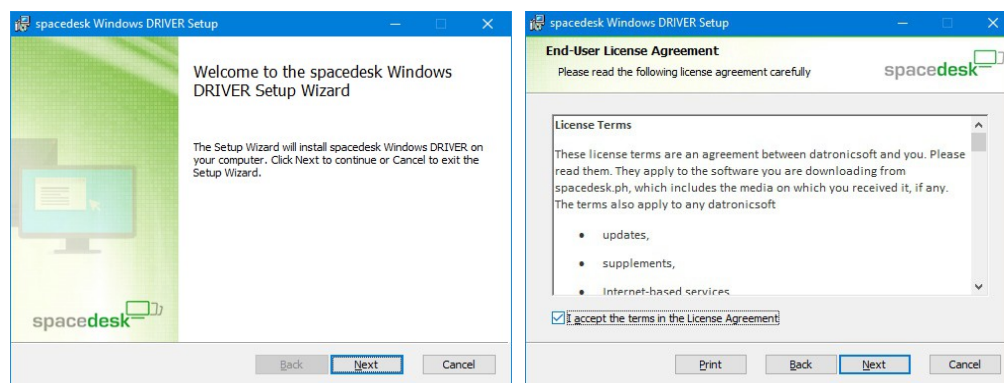 spacedesk Windows DRIVER Setup
Welcome to the spacedesk Windows
DRIVER Setup Wizard
The Setup Wizard will install spacedesk Windows DRIVER on
your computer. Click Next to continue or Cancel to exit the
Setup Wizard.
spacedesk
Back
Next
Cancel
spacedesk Windows DRIVER Setup
End-User License Agreement
Please read the following license agreement carefully
spacedesk
License Terms
These license terms are an agreement between datronicsoft and you. Please
read them. They apply to the software you are downloading from
spacedesk.ph, which includes the media on which you received it, if any.
The terms also apply to any datronicsoft
• updates,
• supplements,
• Internet-based services
I accept the terms in the License Agreement
Print
Back
Next
Cancel